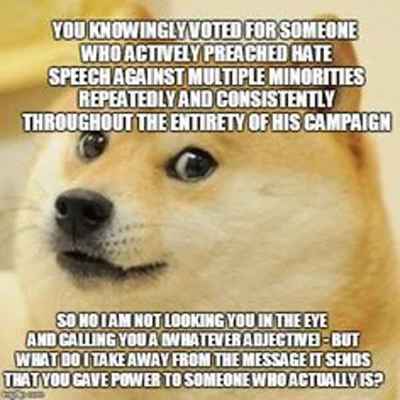 YOU KNOWINGLY VOTED FOR SOMEONE
WHO ACTIVELY PREACHED HATE
SPEECH AGAINST MULTIPLE MINORITIES
REPEATEDLY AND CONSISTENTLY
THROUGHOUT THE ENTIRETY OF HIS CAMPAIGN
SO NO I AM NOT LOOKING YOU IN THE EYE
AND CALLING YOU A (WHATEVER ADJECTIVE) - BUT
WHAT DO I TAKE AWAY FROM THE MESSAGE IT SENDS
THAT YOU GAVE POWER TO SOMEONE WHO ACTUALLY IS?
imgflip.com